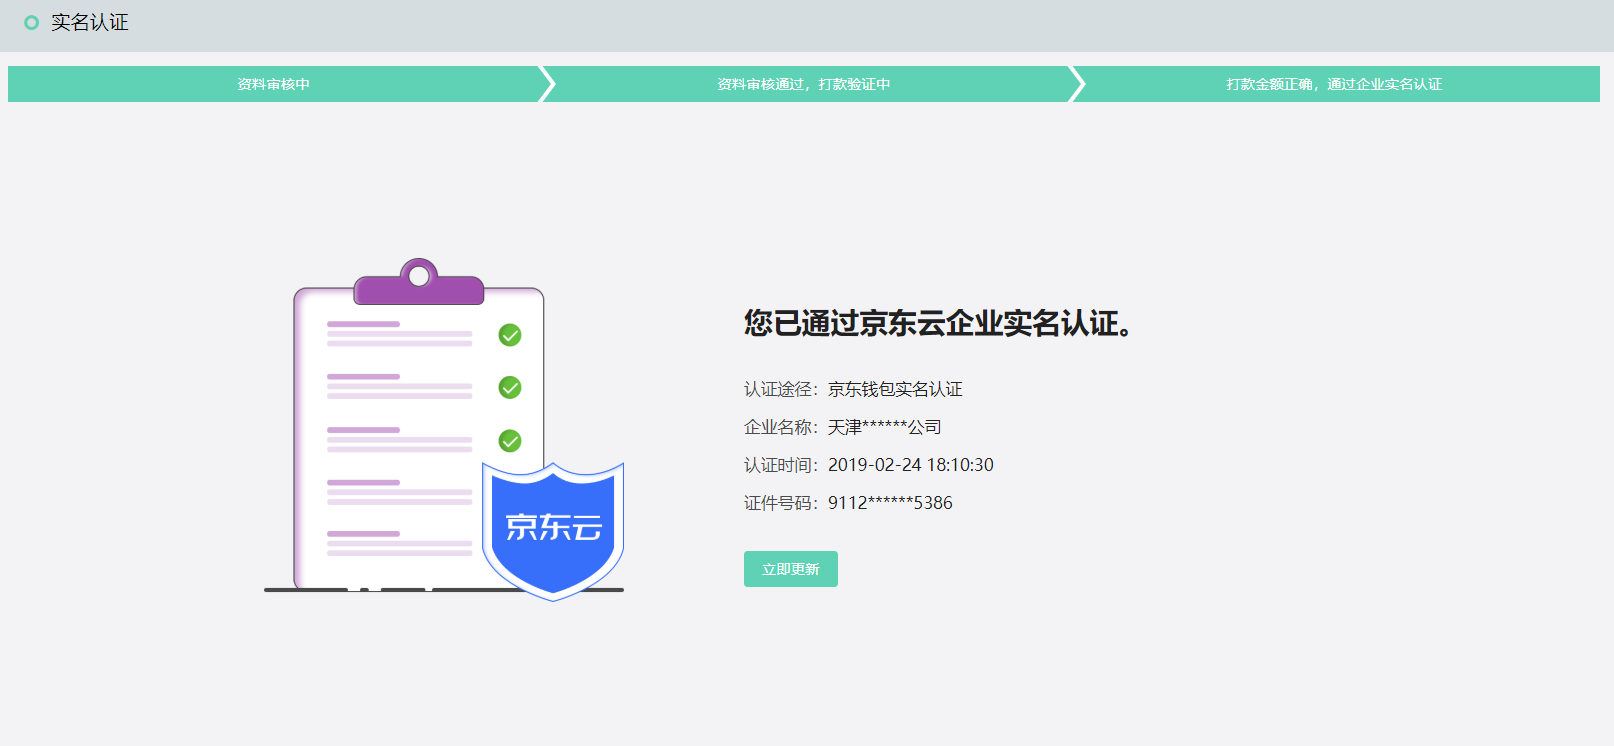 实名认证
资料审核中
资料审核通过，打款验证中
打款金额正确，通过企业实名认证
您已通过京东云企业实名认证。
认证途径：京东钱包实名认证
企业名称：天津******公司
认证时间：2019-02-24 18:10:30
证件号码：9112******5386
京东云
立即更新